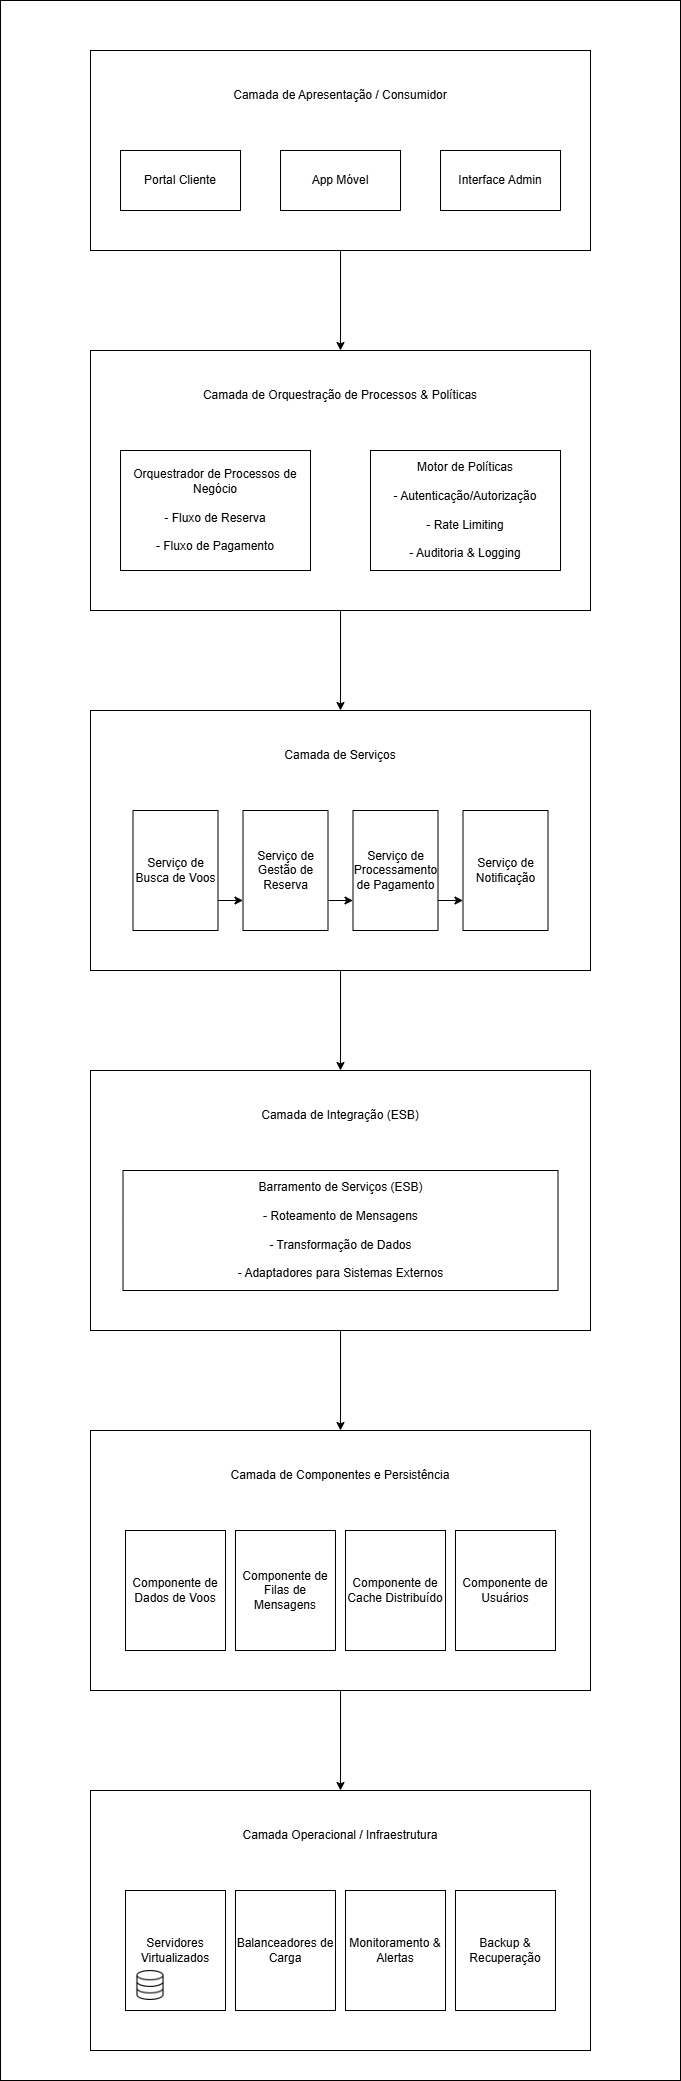 Camada de Apresentação / Consumidor
Portal Cliente
App Móvel
Interface Admin
Camada de Orquestração de Processos & Políticas
Orquestrador de Processos de
Negócio
- Fluxo de Reserva
- Fluxo de Pagamento
Motor de Políticas
- Autenticação/Autorização
- Rate Limiting
- Auditoria & Logging
Camada de Serviços
Serviço de
Busca de Voos
Serviço de
Gestão de
Reserva
Serviço de
Processamento
de Pagamento
Serviço de
Notificação
Camada de Integração (ESB)
Barramento de Serviços (ESB)
- Roteamento de Mensagens
- Transformação de Dados
- Adaptadores para Sistemas Externos
Camada de Componentes e Persistência
Componente de
Dados de Voos
Componente de
Filas de
Mensagens
Componente de
Cache Distribuído
Componente de
Usuários
Camada Operacional / Infraestrutura
Servidores
Virtualizados
Balanceadores de
Carga
Monitoramento &
Alertas
Backup &
Recuperação